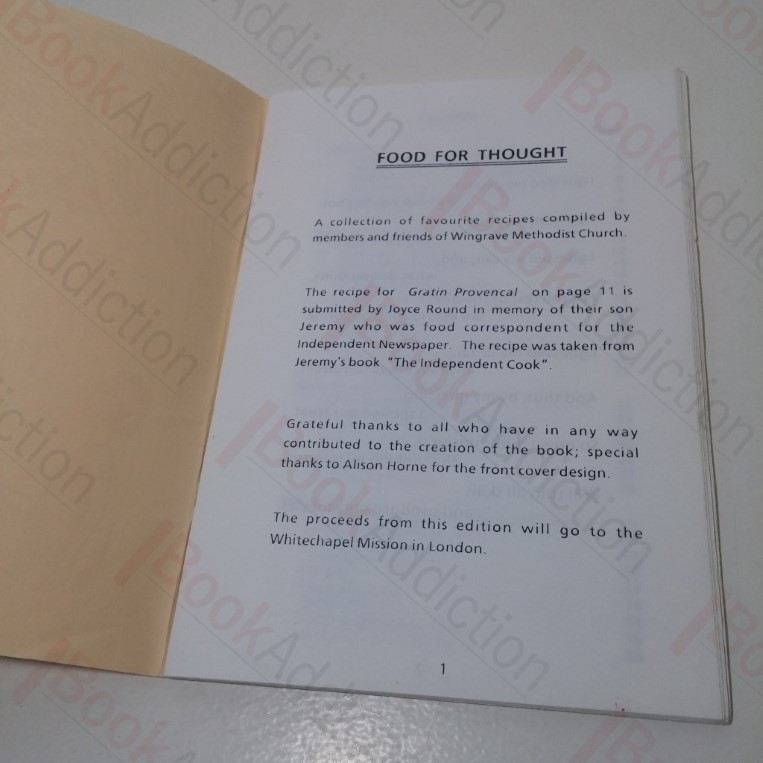 FOOD FOR THOUGHT
A collection of favourite recipes compiled by
members and friends of Wingrave Methodist Church.
The recipe for Gratin Provencal on page 11 is
submitted by Joyce Round in memory of their son
Jeremy who was food correspondent for the
Independent Newspaper. The recipe was taken from
Jeremy's book "The Independent Cook".
Grateful thanks to all who have in any way
contributed to the creation of the book; special
thanks to Alison Horne for the front cover design.
The proceeds from this edition will go to the
Whitechapel Mission in London.
1
BookAddiction